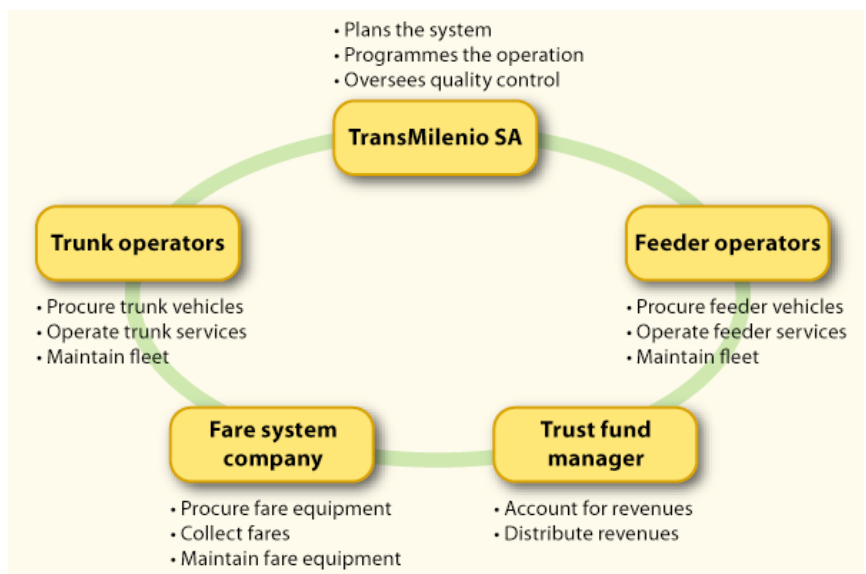 • Plans the system
• Programmes the operation
• Oversees quality control
TransMilenio SA
Trunk operators
• Procure trunk vehicles
• Operate trunk services
• Maintain fleet
Feeder operators
• Procure feeder vehicles
• Operate feeder services
• Maintain fleet
Fare system
company
• Procure fare equipment
• Collect fares
• Maintain fare equipment
Trust fund
manager
• Account for revenues
• Distribute revenues